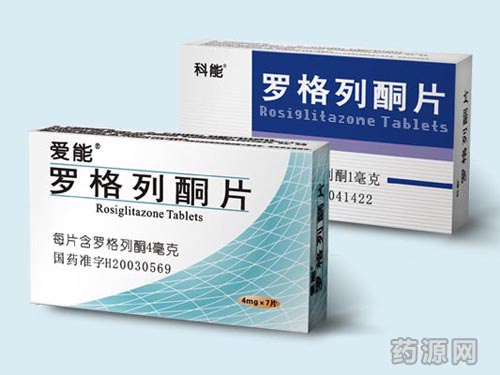 科能®
罗格列酮片
Rosiglitazone Tablets
列酮1毫克
041422
爱能®
罗格列酮片
Rosiglitazone Tablets
每片含罗格列酮4毫克
国药准字H20030569
4mg×7片
药源网